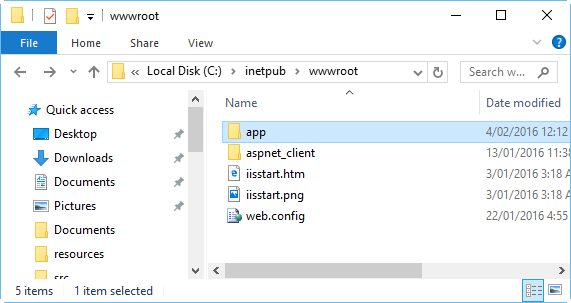 wwwroot
File Home Share View
« Local Disk (C:) > inetpub > wwwroot Search w...
Name Date modified
Quick access
Desktop
Downloads
Documents
Pictures
Documents
resources
src
app 4/02/2016 12:12
aspnet_client 13/01/2016 11:38
iisstart.htm 3/01/2016 3:18 A
iisstart.png 3/01/2016 3:18 A
web.config 22/01/2016 4:55
5 items 1 item selected